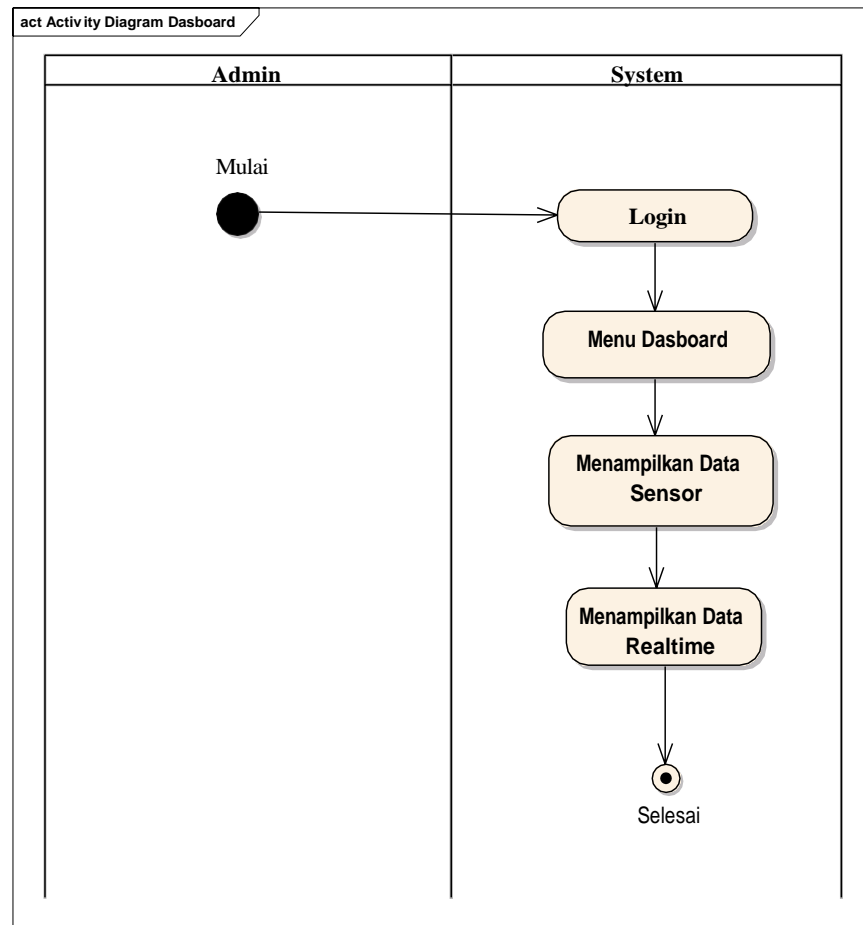 act Activity Diagram Dasboard
Admin
System
Mulai
Login
Menu Dasboard
Menampilkan Data
Sensor
Menampilkan Data
Realtime
Selesai